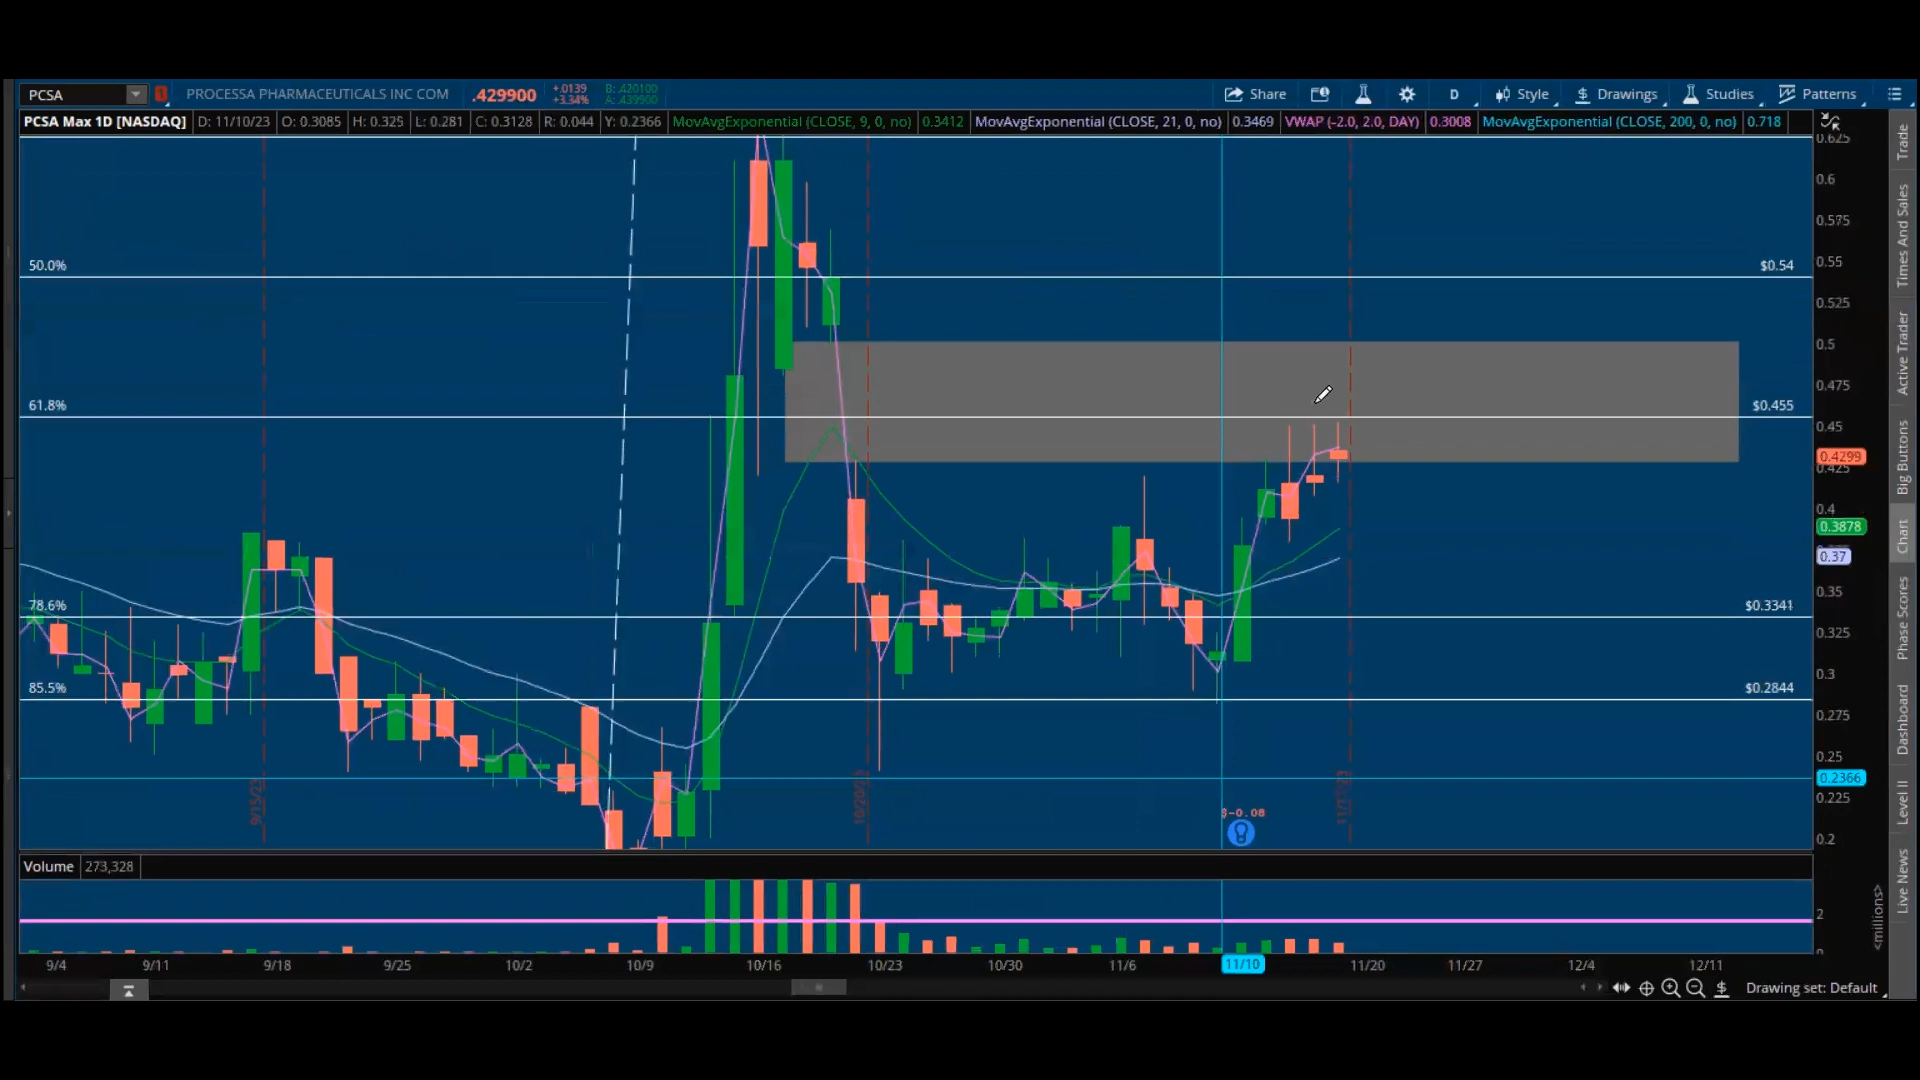 PCSA PROCESSA PHARMACEUTICALS INC COM .429900 +.0139 +3.34% B: .420100 A: .439900 Share D Style Drawings Studies Patterns
PCSA Max 1D [NASDAQ] D: 11/10/23 O: 0.3085 H: 0.325 L: 0.281 C: 0.3128 R: 0.044 Y: 0.2366 MovAvgExponential (CLOSE, 9, 0, no) 0.3412 MovAvgExponential (CLOSE, 21, 0, no) 0.3469 VWAP (-2.0, 2.0, DAY) 0.3008 MovAvgExponential (CLOSE, 200, 0, no) 0.718
0.625
0.6
0.575
50.0% $0.54 0.55
0.525
0.5
0.475
61.8% $0.455
0.45
0.4299
0.425
0.4
0.3878
0.37
0.35
78.6% $0.3341
0.325
0.3
85.5% $0.2844
0.275
0.25
0.2366
0.225
9/15/23
10/20/23
$-0.08
0.2
Volume 273,328
2
0
<millions>
9/4 9/11 9/18 9/25 10/2 10/9 10/16 10/23 10/30 11/6 11/10 11/20 11/27 12/4 12/11
Drawing set: Default
Trade
Times And Sales
Active Trader
Big Buttons
Chart
Phase Scores
Dashboard
Level II
Live News